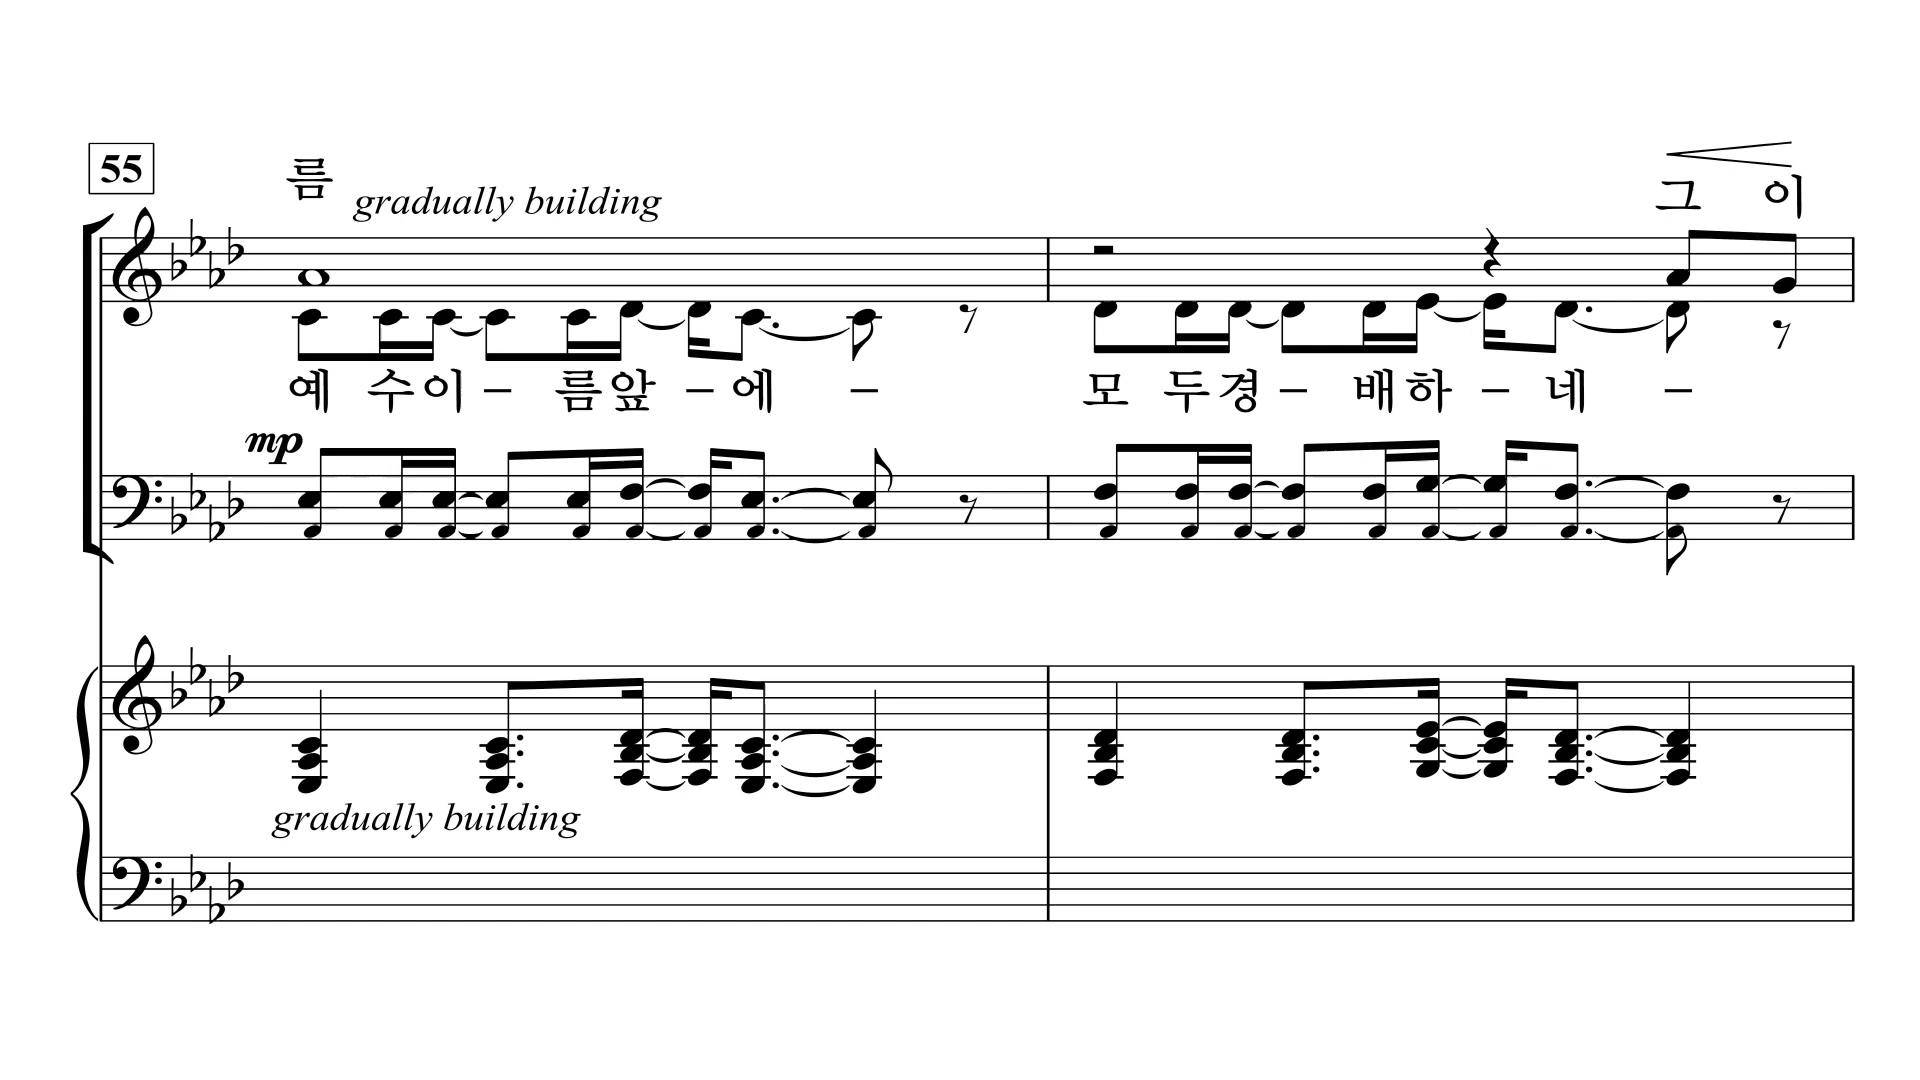 55
름
gradually building
그 이
예 수 이 – 름 앞 – 에 –
모 두 경 – 배 하 – 네 –
mp
gradually building